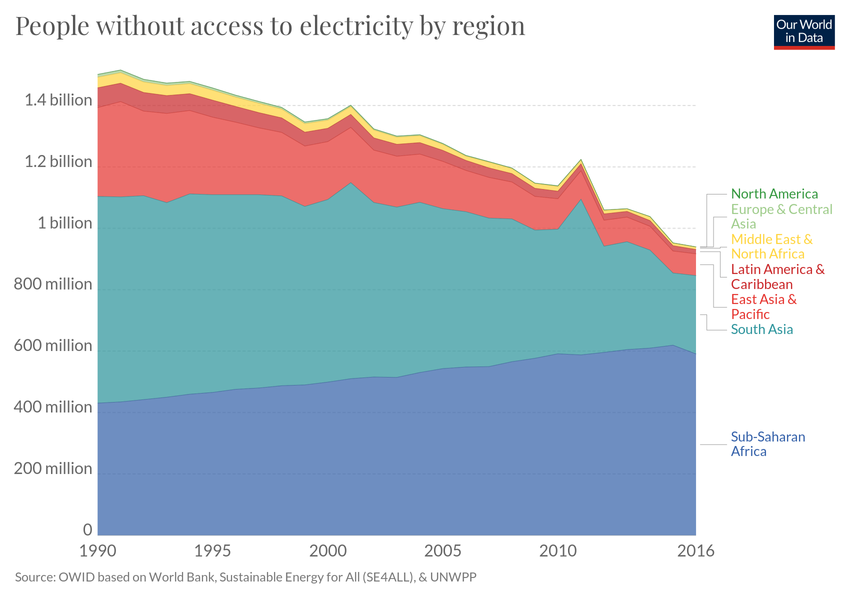 People without access to electricity by region
Our World
in Data
1.4 billion
1.2 billion
1 billion
800 million
600 million
400 million
200 million
0
1990
1995
2000
2005
2010
2016
North America
Europe & Central
Asia
Middle East &
North Africa
Latin America &
Caribbean
East Asia &
Pacific
South Asia
Sub-Saharan
Africa
Source: OWID based on World Bank, Sustainable Energy for All (SE4ALL), & UNWPP